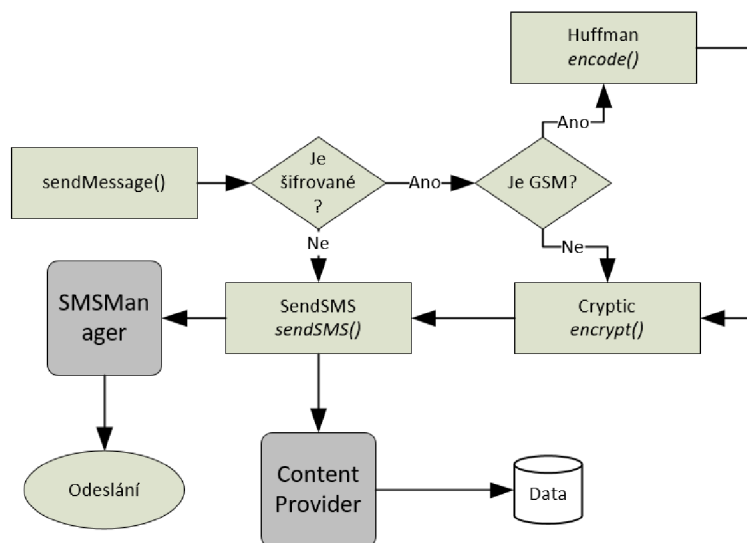 Huffman
encode()
Ano
Je
šifrované
?
sendMessage()
Ano
Je GSM?
Ne
Ne
SMSMan
ager
SendSMS
sendSMS()
Cryptic
encrypt()
Odeslání
Content
Provider
Data